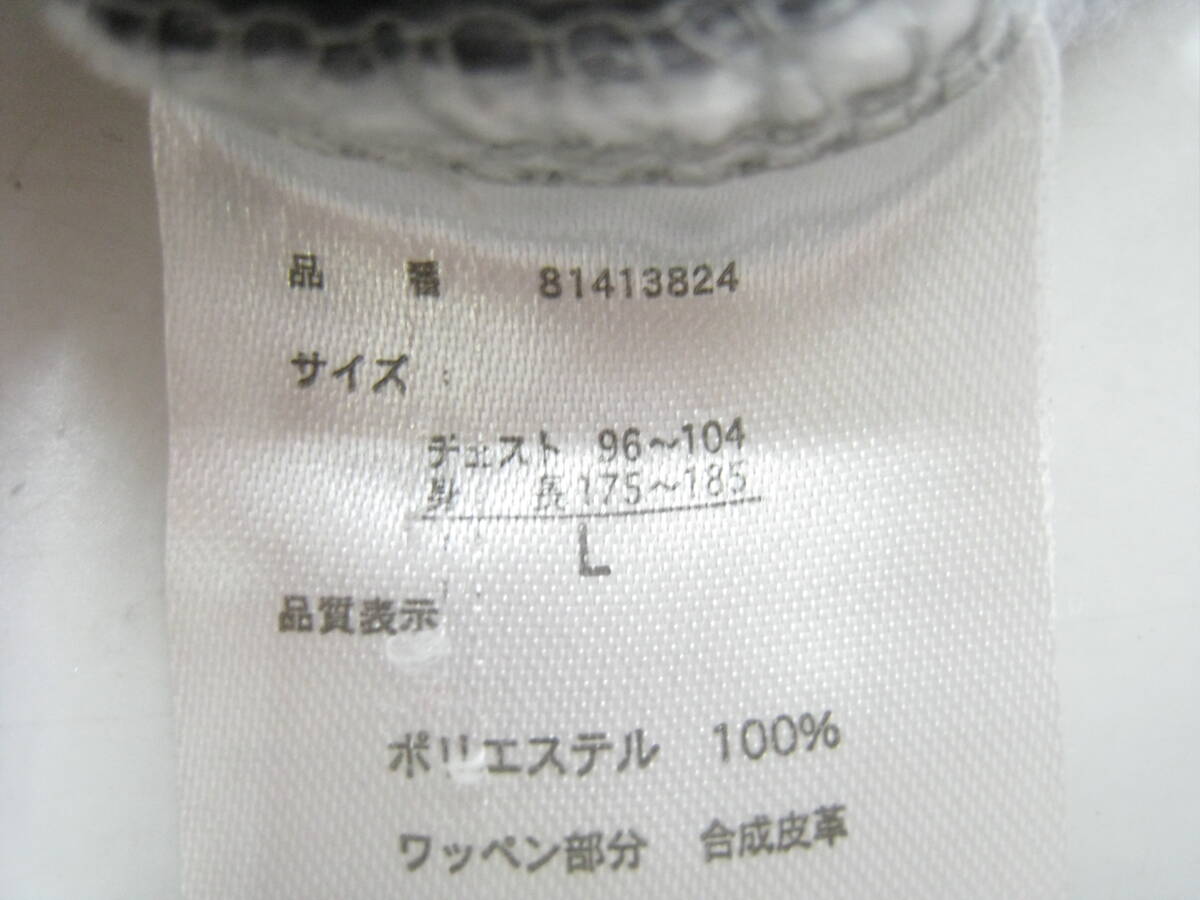 品 番 81413824
サイズ :
チェスト 96～104
身 長 175～185
L
品質表示
ポリエステル 100%
ワッペン部分 合成皮革